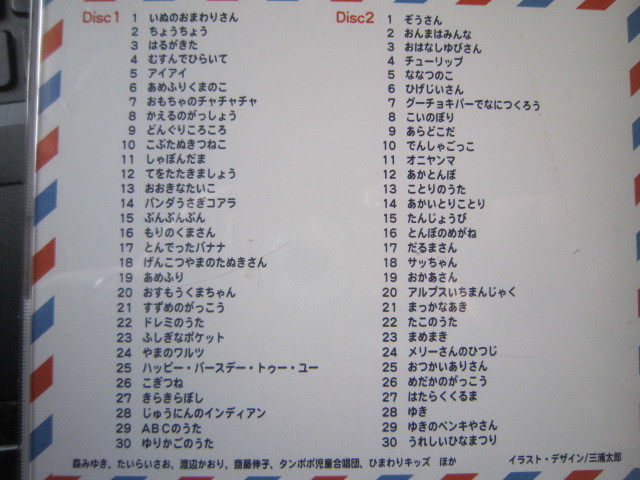 Disc1
1 いぬのおまわりさん
2 ちょうちょう
3 はるがきた
4 むすんでひらいて
5 アイアイ
6 あめふりくまのこ
7 おもちゃのチャチャチャ
8 かえるのがっしょう
9 どんぐりころころ
10 こぶたぬきつねこ
11 しゃぼんだま
12 てをたたきましょう
13 おおきなたいこ
14 パンダうさぎコアラ
15 ぶんぶんぶん
16 もりのくまさん
17 とんでったバナナ
18 げんこつやまのたぬきさん
19 あめふり
20 おすもうくまちゃん
21 すずめのがっこう
22 ドレミのうた
23 ふしぎなポケット
24 やまのワルツ
25 ハッピー・バースデー・トゥー・ユー
26 こぎつね
27 きらきらぼし
28 じゅうにんのインディアン
29 ABCのうた
30 ゆりかごのうた
Disc2
1 ぞうさん
2 おんまはみんな
3 おはなしゆびさん
4 チューリップ
5 ななつのこ
6 ひげじいさん
7 グーチョキパーでなにつくろう
8 こいのぼり
9 あらどこだ
10 でんしゃごっこ
11 オニヤンマ
12 あかとんぼ
13 ことりのうた
14 あかいとりことり
15 たんじょうび
16 とんぼのめがね
17 だるまさん
18 サッちゃん
19 おかあさん
20 アルプスいちまんじゃく
21 まっかなあき
22 たこのうた
23 まめまき
24 メリーさんのひつじ
25 おつかいありさん
26 めだかのがっこう
27 はたらくくるま
28 ゆき
29 ゆきのペンキやさん
30 うれしいひなまつり
森みゆき、たいらいさお、渡辺かおり、齋藤伸子、タンポポ児童合唱団、ひまわりキッズ ほか
イラスト・デザイン/三浦太郎